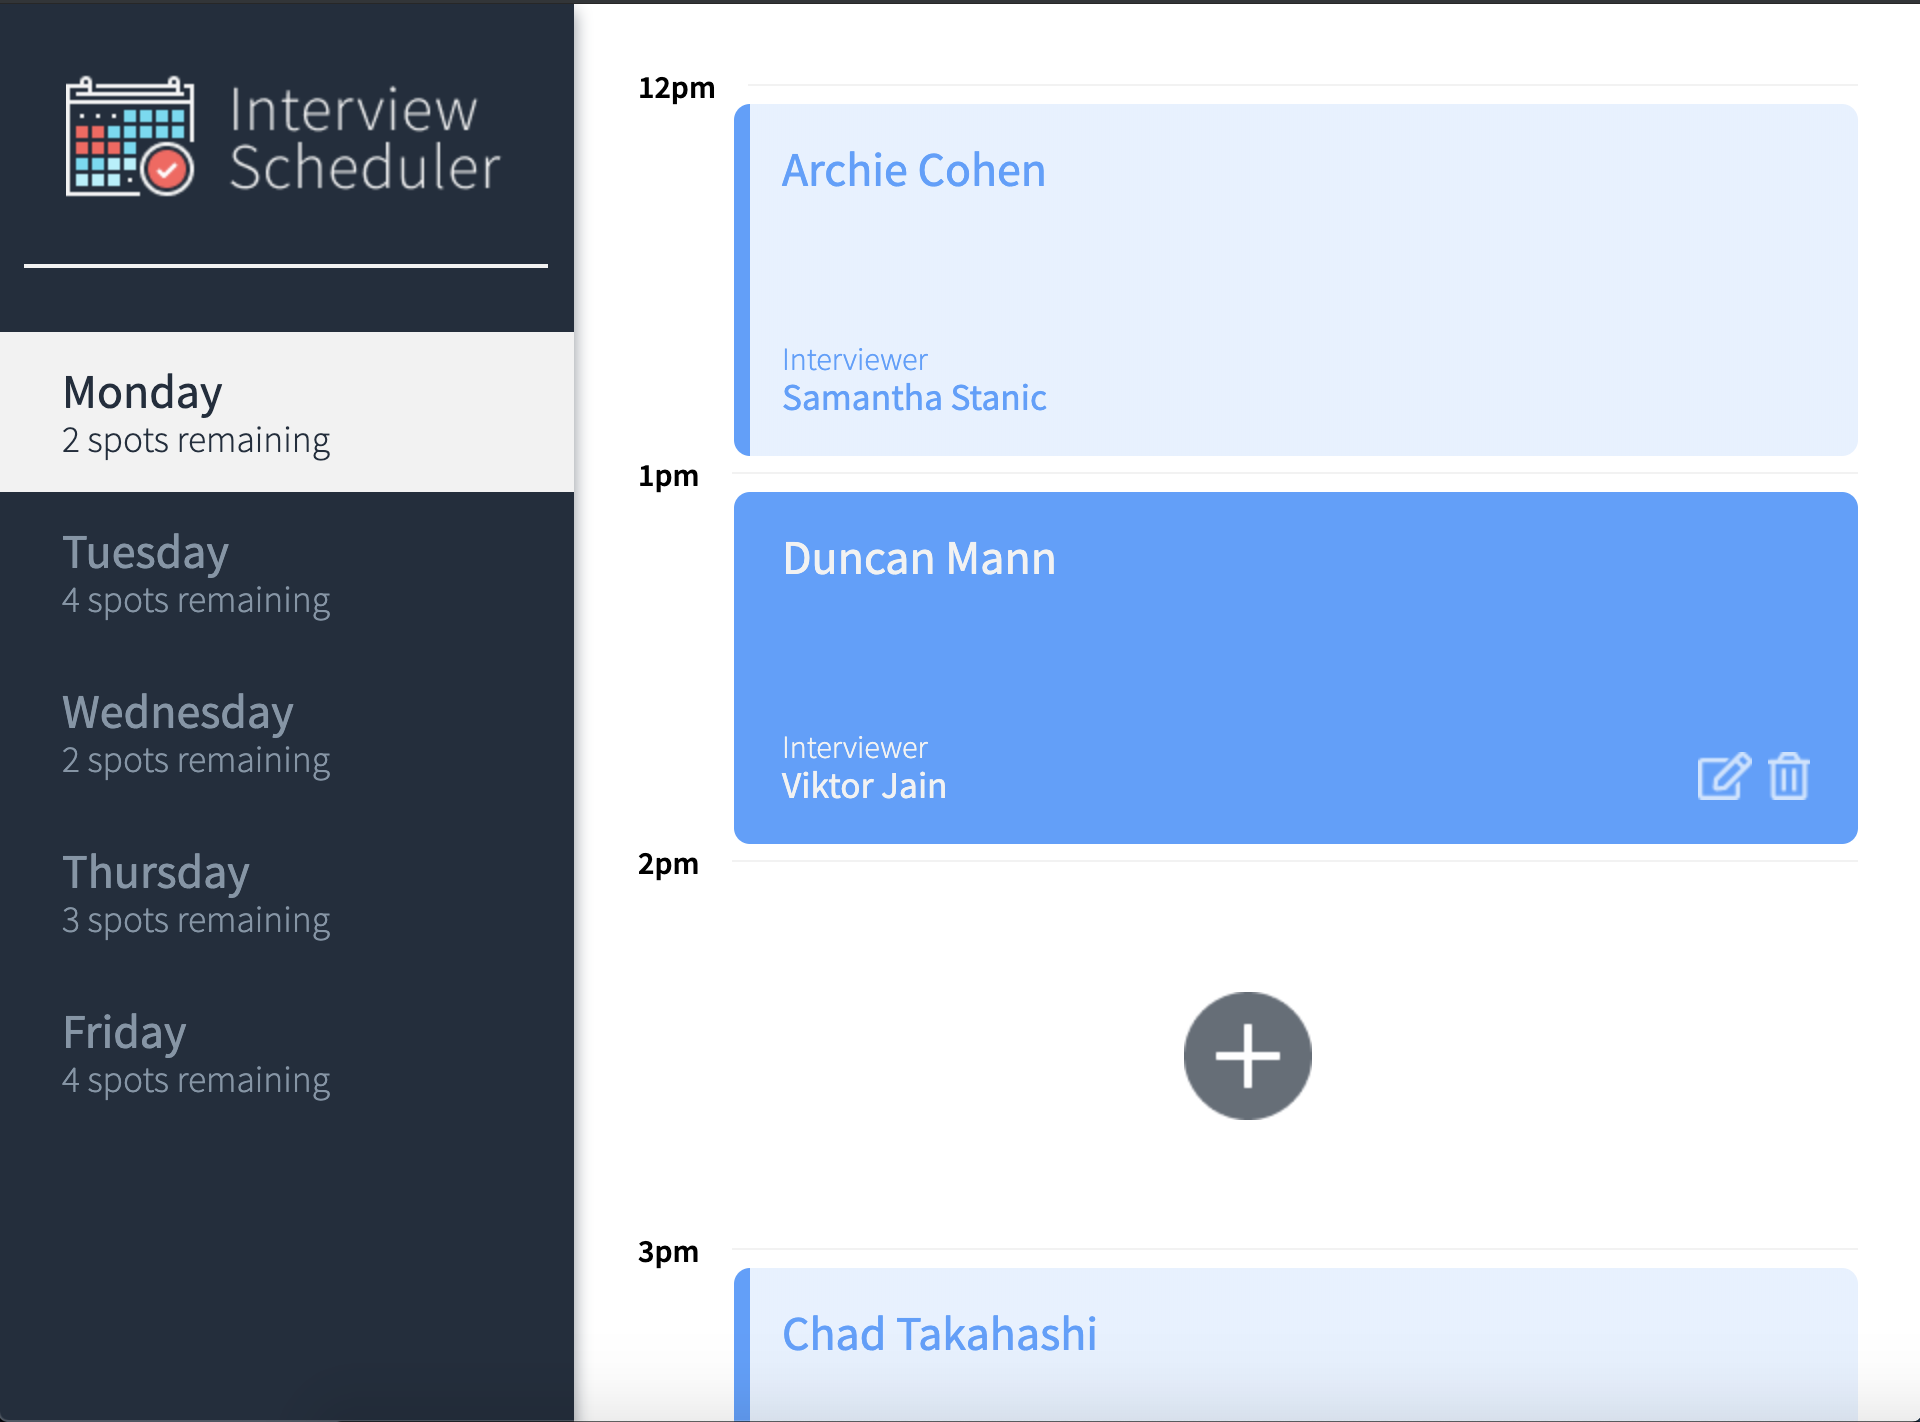 Interview
Scheduler
Monday
2 spots remaining
Tuesday
4 spots remaining
Wednesday
2 spots remaining
Thursday
3 spots remaining
Friday
4 spots remaining
12pm
Archie Cohen
Interviewer
Samantha Stanic
1pm
Duncan Mann
Interviewer
Viktor Jain
2pm
3pm
Chad Takahashi